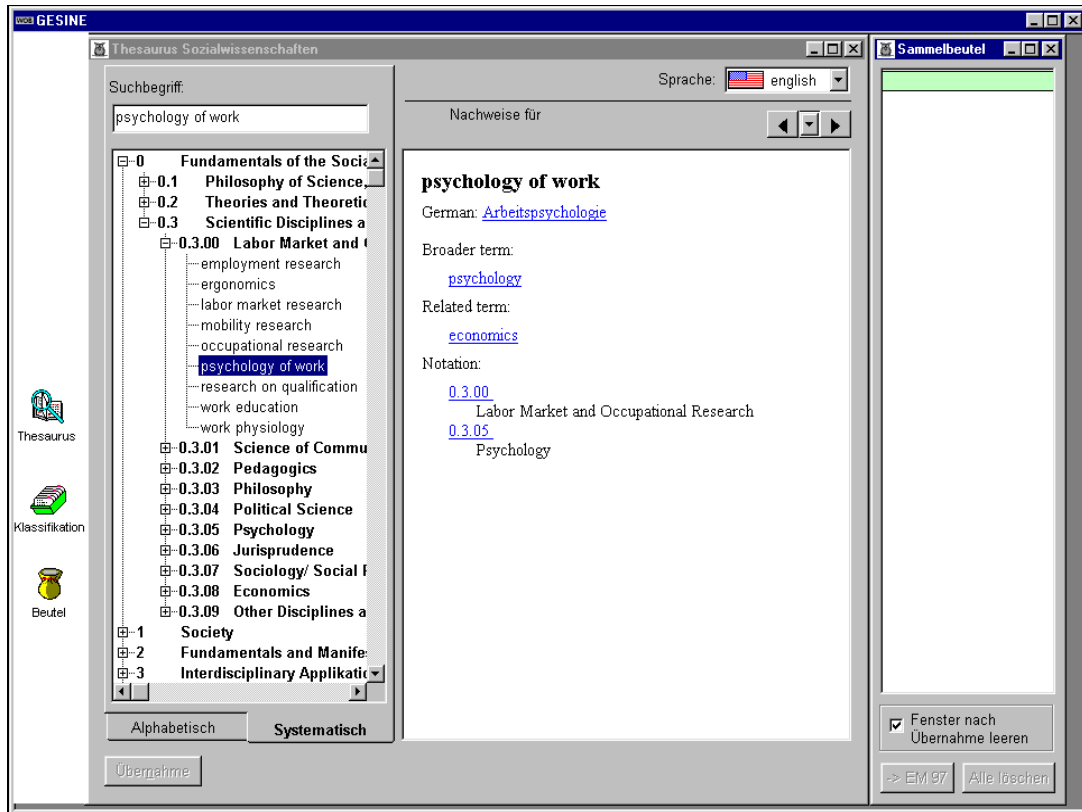 WOB GESINE
Thesaurus Sozialwissenschaften
Suchbegriff:
psychology of work
0 Fundamentals of the Socia
0.1 Philosophy of Science,
0.2 Theories and Theoretic
0.3 Scientific Disciplines a
0.3.00 Labor Market and
employment research
ergonomics
labor market research
mobility research
occupational research
psychology of work
research on qualification
work education
work physiology
0.3.01 Science of Commu
0.3.02 Pedagogics
0.3.03 Philosophy
0.3.04 Political Science
0.3.05 Psychology
0.3.06 Jurisprudence
0.3.07 Sociology/ Social
0.3.08 Economics
0.3.09 Other Disciplines a
1 Society
2 Fundamentals and Manife
3 Interdisciplinary Applikati
Alphabetisch
Systematisch
Übernahme
Sprache: english
Nachweise für
psychology of work
German: Arbeitspsychologie
Broader term:
psychology
Related term:
economics
Notation:
0.3.00
Labor Market and Occupational Research
0.3.05
Psychology
Sammelbeutel
Fenster nach
Übernahme leeren
-> EM 97
Alle löschen
Thesaurus
Klassifikation
Beutel